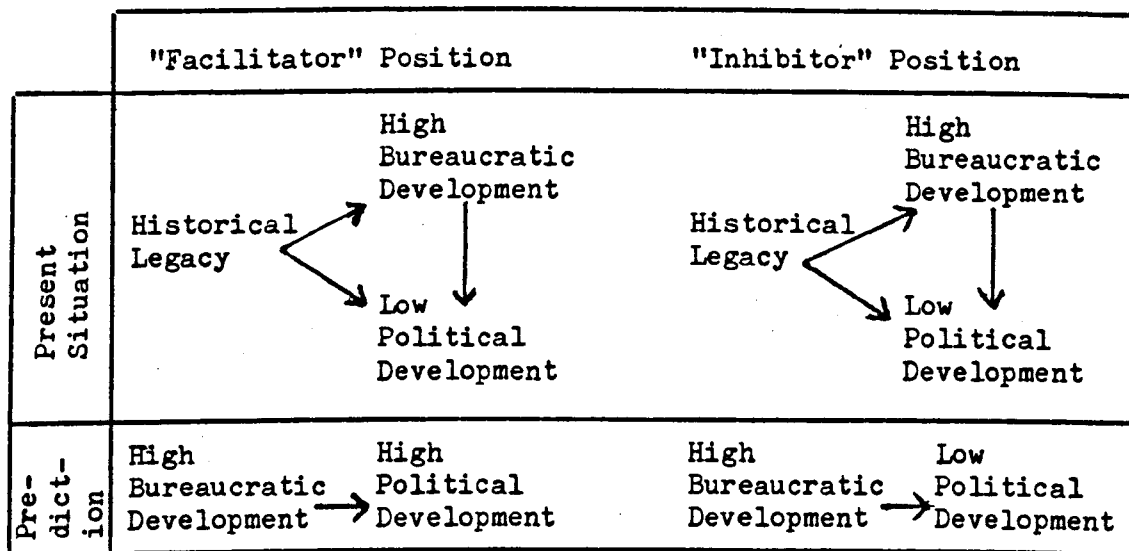 "Facilitator" Position
"Inhibitor" Position
Present
Situation
Historical
Legacy
High
Bureaucratic
Development
Low
Political
Development
Historical
Legacy
High
Bureaucratic
Development
Low
Political
Development
Pre-
dict-
ion
High
Bureaucratic
Development
High
Political
Development
High
Bureaucratic
Development
Low
Political
Development